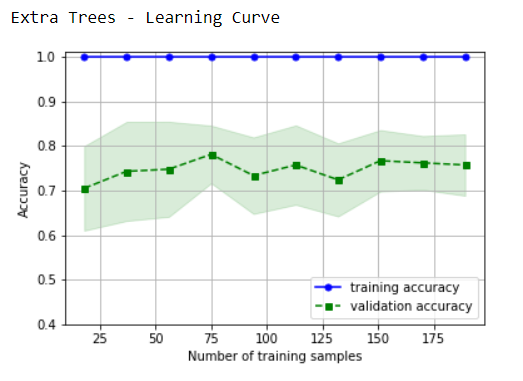 Extra Trees - Learning Curve
1.0
0.9
0.8
0.7
0.6
0.5
0.4
Accuracy
training accuracy
validation accuracy
25 50 75 100 125 150 175
Number of training samples